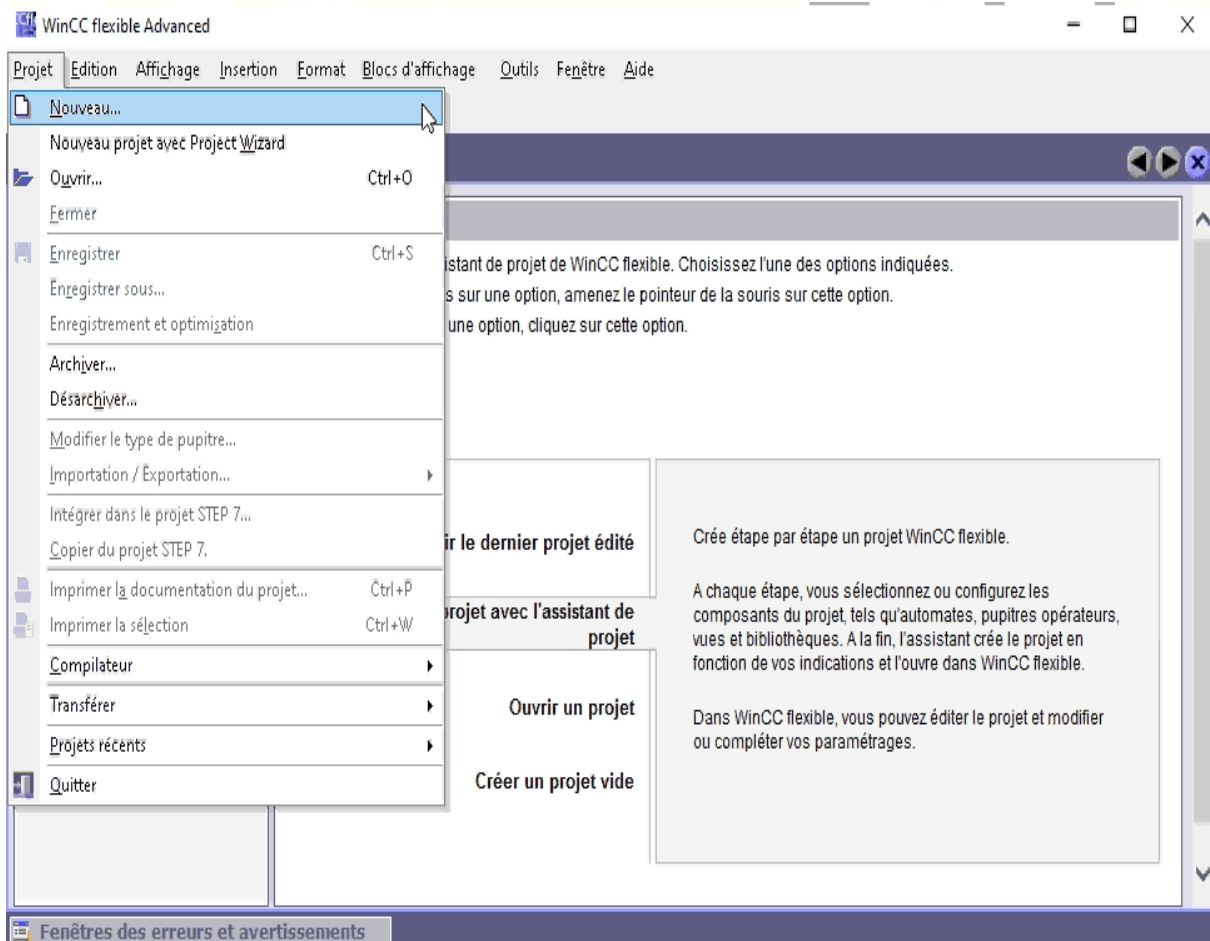 WinCC flexible Advanced
Projet Edition Affichage Insertion Format Blocs d'affichage Outils Fenêtre Aide
Nouveau...
Nouveau projet avec Project Wizard
Ouvrir... Ctrl+O
Fermer
Enregistrer Ctrl+S
Enregistrer sous...
Enregistrement et optimisation
Archiver...
Désarchiver...
Modifier le type de pupitre...
Importation / Exportation...
Intégrer dans le projet STEP 7...
Copier du projet STEP 7.
Imprimer la documentation du projet... Ctrl+P
Imprimer la sélection Ctrl+W
Compilateur
Transférer
Projets récents
Quitter
istant de projet de WinCC flexible. Choisissez l'une des options indiquées.
s sur une option, amenez le pointeur de la souris sur cette option.
une option, cliquez sur cette option.
ir le dernier projet édité
projet avec l'assistant de
projet
Ouvrir un projet
Créer un projet vide
Crée étape par étape un projet WinCC flexible.
A chaque étape, vous sélectionnez ou configurez les
composants du projet, tels qu'automates, pupitres opérateurs,
vues et bibliothèques. A la fin, l'assistant crée le projet en
fonction de vos indications et l'ouvre dans WinCC flexible.
Dans WinCC flexible, vous pouvez éditer le projet et modifier
ou compléter vos paramétrages.
Fenêtres des erreurs et avertissements